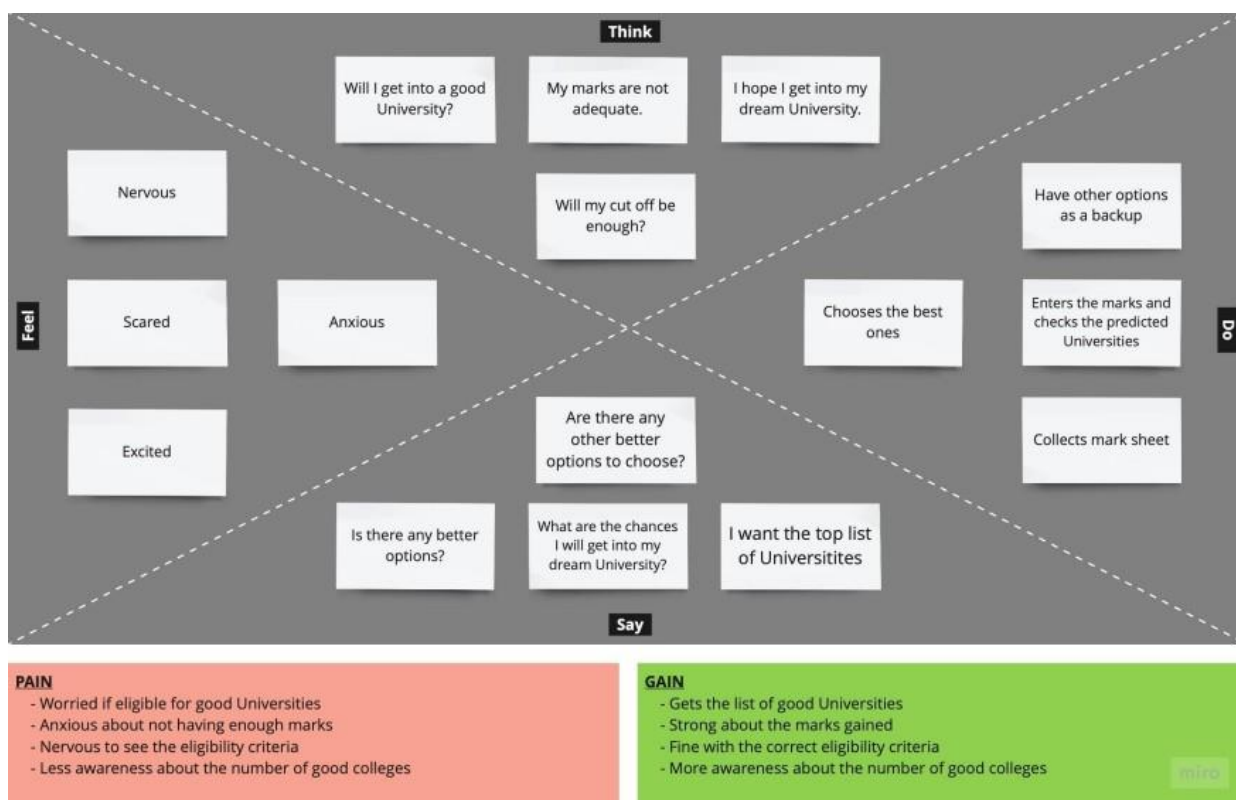 Think
Will I get into a good
University?
My marks are not
adequate.
I hope I get into my
dream University.
Will my cut off be
enough?
Feel
Nervous
Scared
Anxious
Excited
Do
Have other options
as a backup
Chooses the best
ones
Enters the marks and
checks the predicted
Universities
Collects mark sheet
Are there any
other better
options to choose?
Is there any better
options?
What are the chances
I will get into my
dream University?
I want the top list
of Universitites
Say
PAIN
- Worried if eligible for good Universities
- Anxious about not having enough marks
- Nervous to see the eligibility criteria
- Less awareness about the number of good colleges
GAIN
- Gets the list of good Universities
- Strong about the marks gained
- Fine with the correct eligibility criteria
- More awareness about the number of good colleges
miro